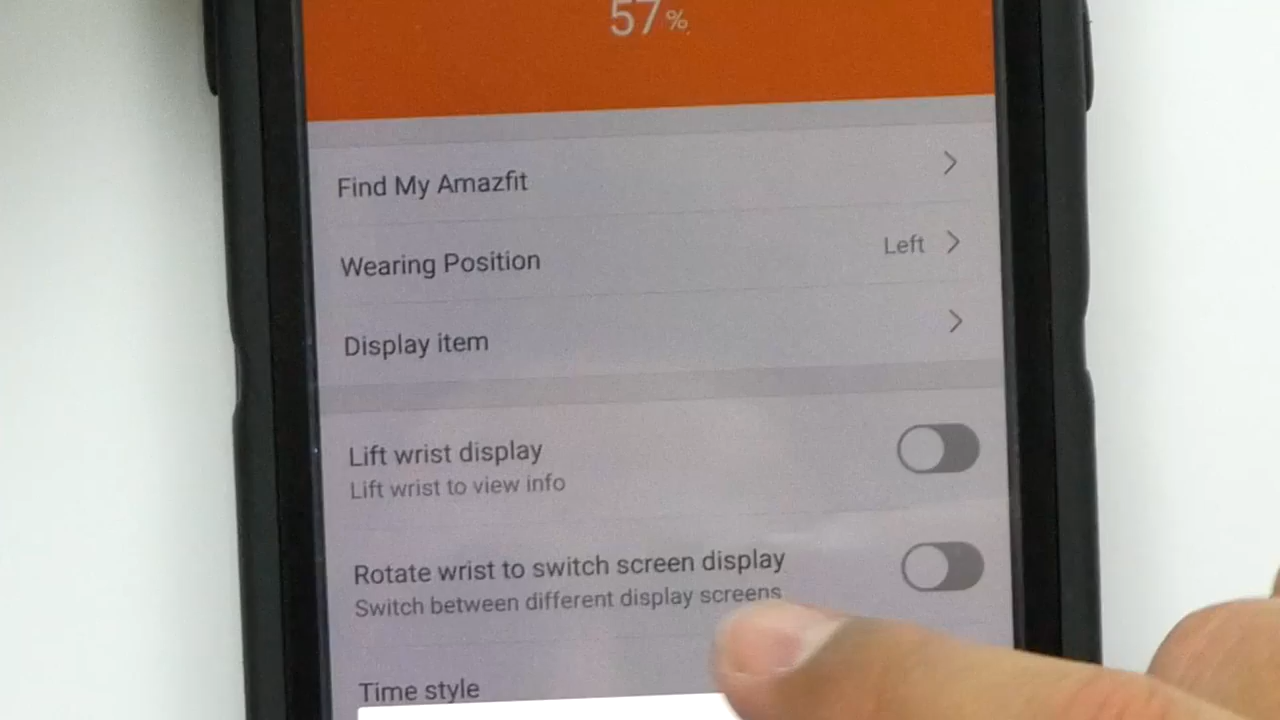 57%
Find My Amazfit
Wearing Position
Left
Display item
Lift wrist display
Lift wrist to view info
Rotate wrist to switch screen display
Switch between different display screens
Time style